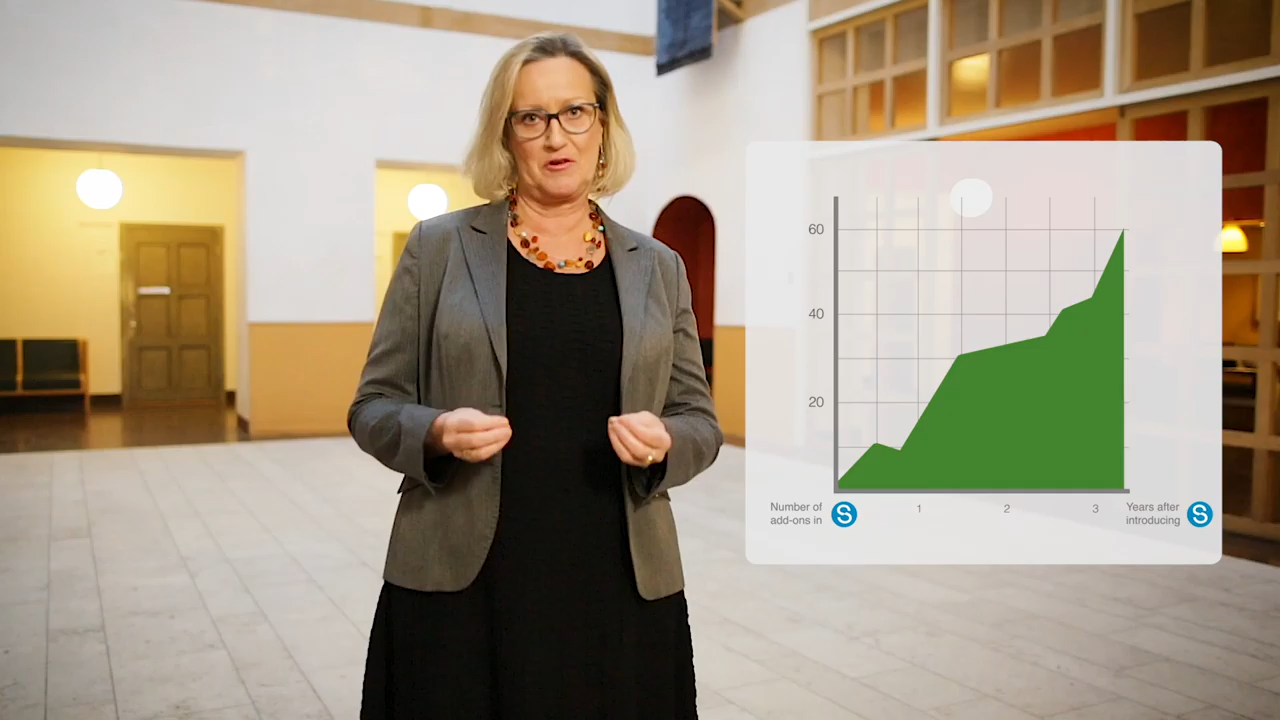 60
40
20
Number of
add-ons in
S
1
2
3
Years after
introducing
S